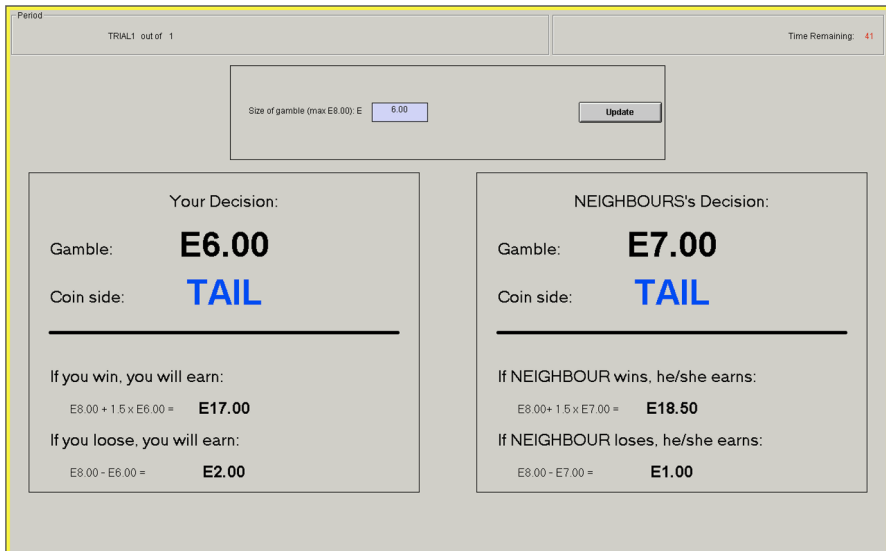 Period
TRIAL1 out of 1
Time Remaining: 41
Size of gamble (max E8.00): E 6.00
Update
Your Decision:
Gamble: E6.00
Coin side: TAIL
If you win, you will earn:
E8.00 + 1.5 x E6.00 = E17.00
If you loose, you will earn:
E8.00 - E6.00 = E2.00
NEIGHBOURS's Decision:
Gamble: E7.00
Coin side: TAIL
If NEIGHBOUR wins, he/she earns:
E8.00+ 1.5 x E7.00 = E18.50
If NEIGHBOUR loses, he/she earns:
E8.00 - E7.00 = E1.00